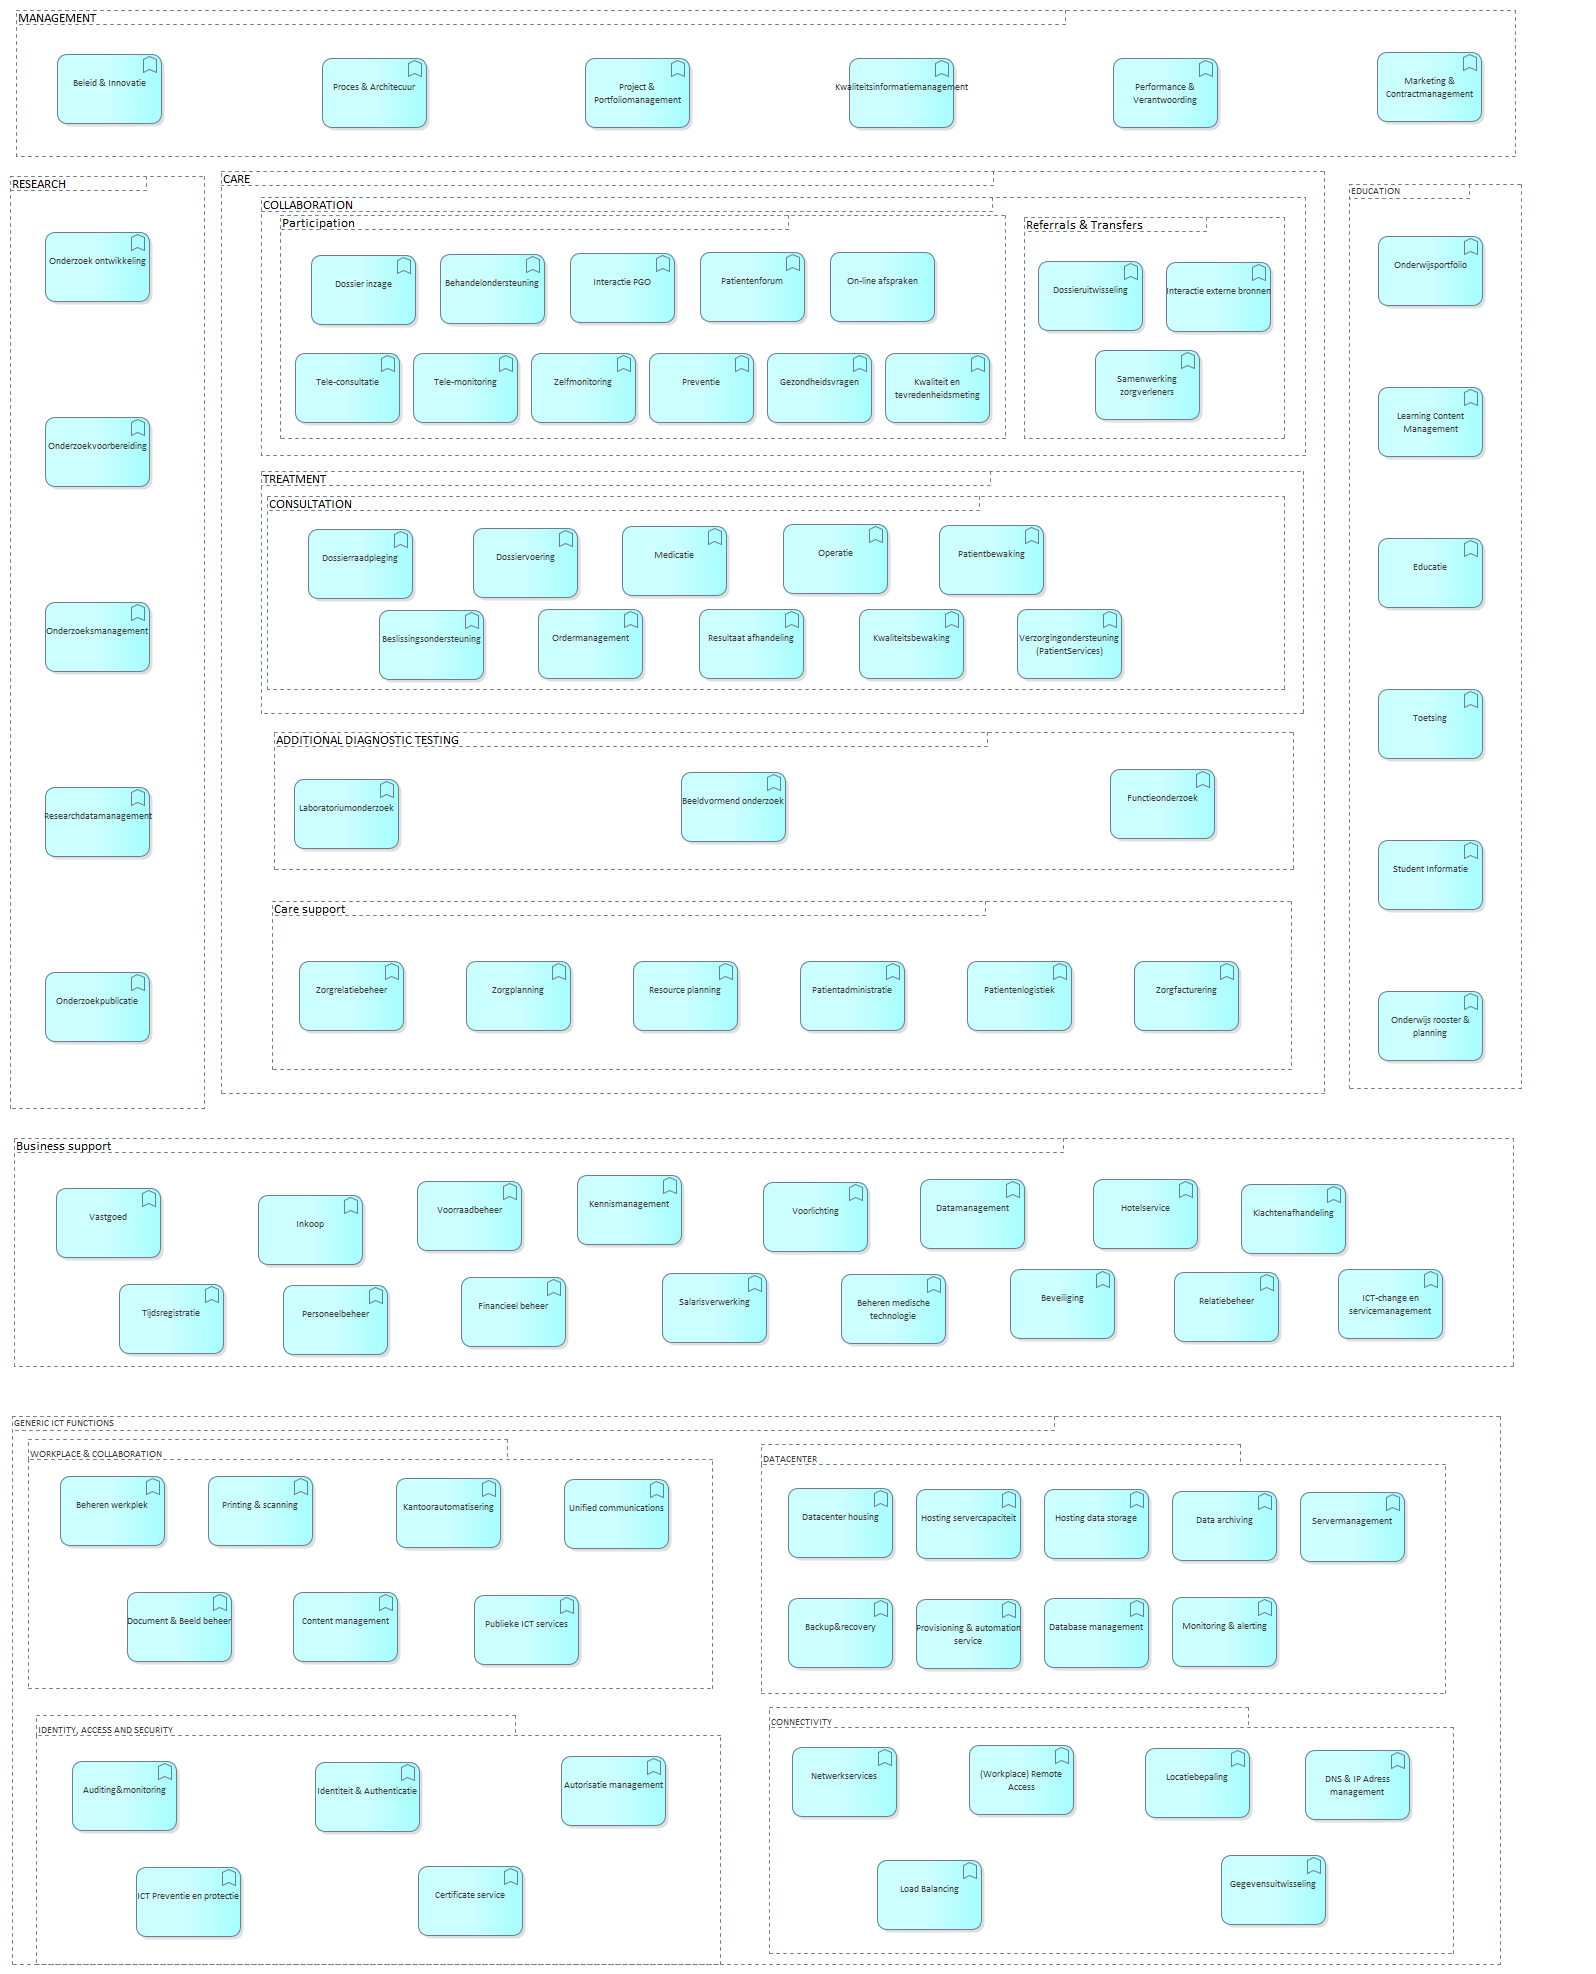 MANAGEMENT
Beleid & Innovatie
Proces & Architecuur
Project &
Portfoliomanagement
Kwaliteitsinformatiemanagement
Performance &
Verantwoording
Marketing &
Contractmanagement
RESEARCH
Onderzoek ontwikkeling
Onderzoekvoorbereiding
Onderzoeksmanagement
Researchdatamanagement
Onderzoekpublicatie
CARE
COLLABORATION
Participation
Dossier inzage
Behandelondersteuning
Interactie PGO
Patientenforum
On-line afspraken
Tele-consultatie
Tele-monitoring
Zelfmonitoring
Preventie
Gezondheidsvragen
Kwaliteit en
tevredenheidsmeting
Referrals & Transfers
Dossieruitwisseling
Interactie externe bronnen
Samenwerking
zorgverleners
TREATMENT
CONSULTATION
Dossierraadpleging
Dossiervoering
Medicatie
Operatie
Patientbewaking
Beslissingsondersteuning
Ordermanagement
Resultaat afhandeling
Kwaliteitsbewaking
Verzorgingondersteuning
(PatientServices)
ADDITIONAL DIAGNOSTIC TESTING
Laboratoriumonderzoek
Beeldvormend onderzoek
Functieonderzoek
Care support
Zorgrelatiebeheer
Zorgplanning
Resource planning
Patientadministratie
Patientenlogistiek
Zorgfacturering
EDUCATION
Onderwijsportfolio
Learning Content
Management
Educatie
Toetsing
Student Informatie
Onderwijs rooster &
planning
Business support
Vastgoed
Inkoop
Voorraadbeheer
Kennismanagement
Voorlichting
Datamanagement
Hotelservice
Klachtenafhandeling
Tijdsregistratie
Personeelbeheer
Financieel beheer
Salarisverwerking
Beheren medische
technologie
Beveiliging
Relatiebeheer
ICT-change en
servicemanagement
GENERIC ICT FUNCTIONS
WORKPLACE & COLLABORATION
Beheren werkplek
Printing & scanning
Kantoorautomatisering
Unified communications
Document & Beeld beheer
Content management
Publieke ICT services
DATACENTER
Datacenter housing
Hosting servercapaciteit
Hosting data storage
Data archiving
Servermanagement
Backup&recovery
Provisioning & automation
service
Database management
Monitoring & alerting
IDENTITY, ACCESS AND SECURITY
Auditing&monitoring
Identiteit & Authenticatie
Autorisatie management
ICT Preventie en protectie
Certificate service
CONNECTIVITY
Netwerkservices
(Workplace) Remote
Access
Locatiebepaling
DNS & IP Adress
management
Load Balancing
Gegevensuitwisseling